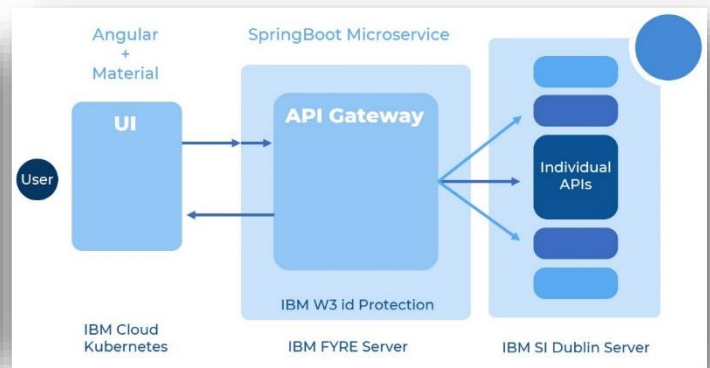 Angular
+
Material
SpringBoot Microservice
UI
API Gateway
User
Individual
APIs
IBM W3 id Protection
IBM Cloud
Kubernetes
IBM FYRE Server
IBM SI Dublin Server